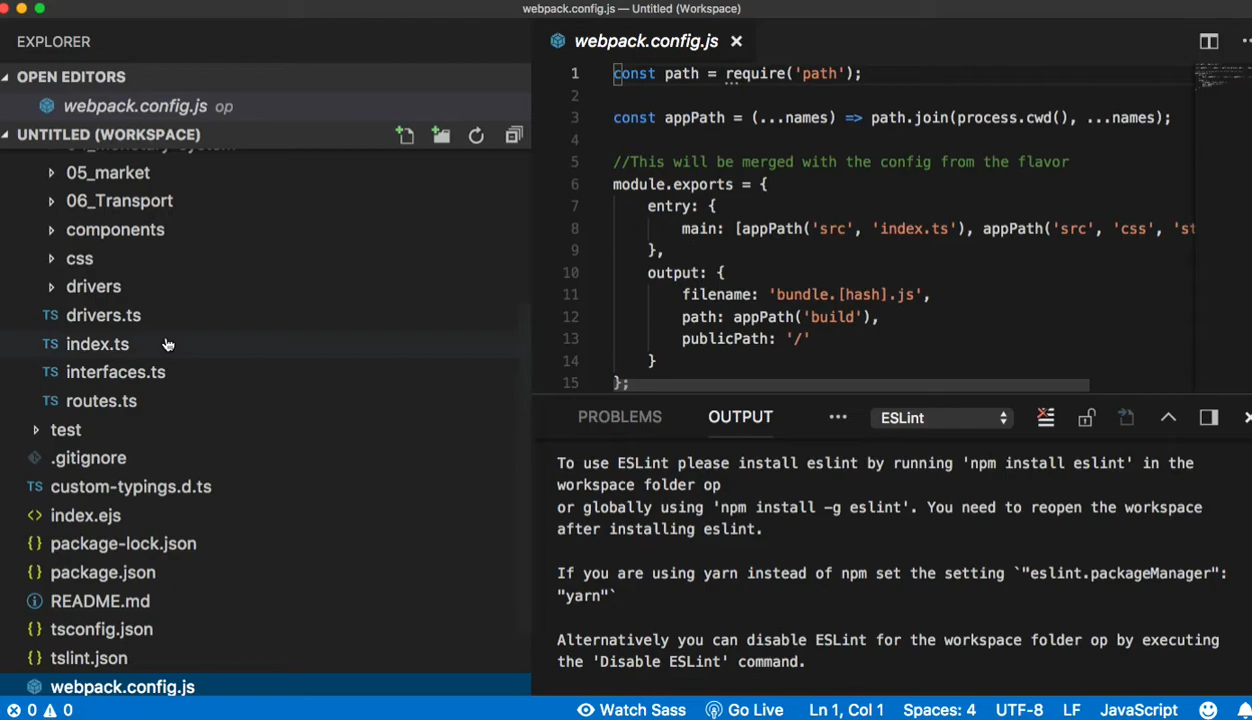 webpack.config.js — Untitled (Workspace)
EXPLORER
OPEN EDITORS
webpack.config.js op
UNTITLED (WORKSPACE)
05_market
06_Transport
components
css
drivers
TS drivers.ts
TS index.ts
TS interfaces.ts
TS routes.ts
test
.gitignore
TS custom-typings.d.ts
<> index.ejs
{} package-lock.json
{} package.json
README.md
{} tsconfig.json
{} tslint.json
webpack.config.js
webpack.config.js
1 const path = require('path');
2
3 const appPath = (...names) => path.join(process.cwd(), ...names);
4
5 //This will be merged with the config from the flavor
6 module.exports = {
7 entry: {
8 main: [appPath('src', 'index.ts'), appPath('src', 'css', 'st
9 },
10 output: {
11 filename: 'bundle.[hash].js',
12 path: appPath('build'),
13 publicPath: '/'
14 }
15 };
PROBLEMS OUTPUT ••• ESLint
To use ESLint please install eslint by running 'npm install eslint' in the
workspace folder op
or globally using 'npm install -g eslint'. You need to reopen the workspace
after installing eslint.
If you are using yarn instead of npm set the setting `"eslint.packageManager":
"yarn"`
Alternatively you can disable ESLint for the workspace folder op by executing
the 'Disable ESLint' command.
0 0 Watch Sass Go Live Ln 1, Col 1 Spaces: 4 UTF-8 LF JavaScript